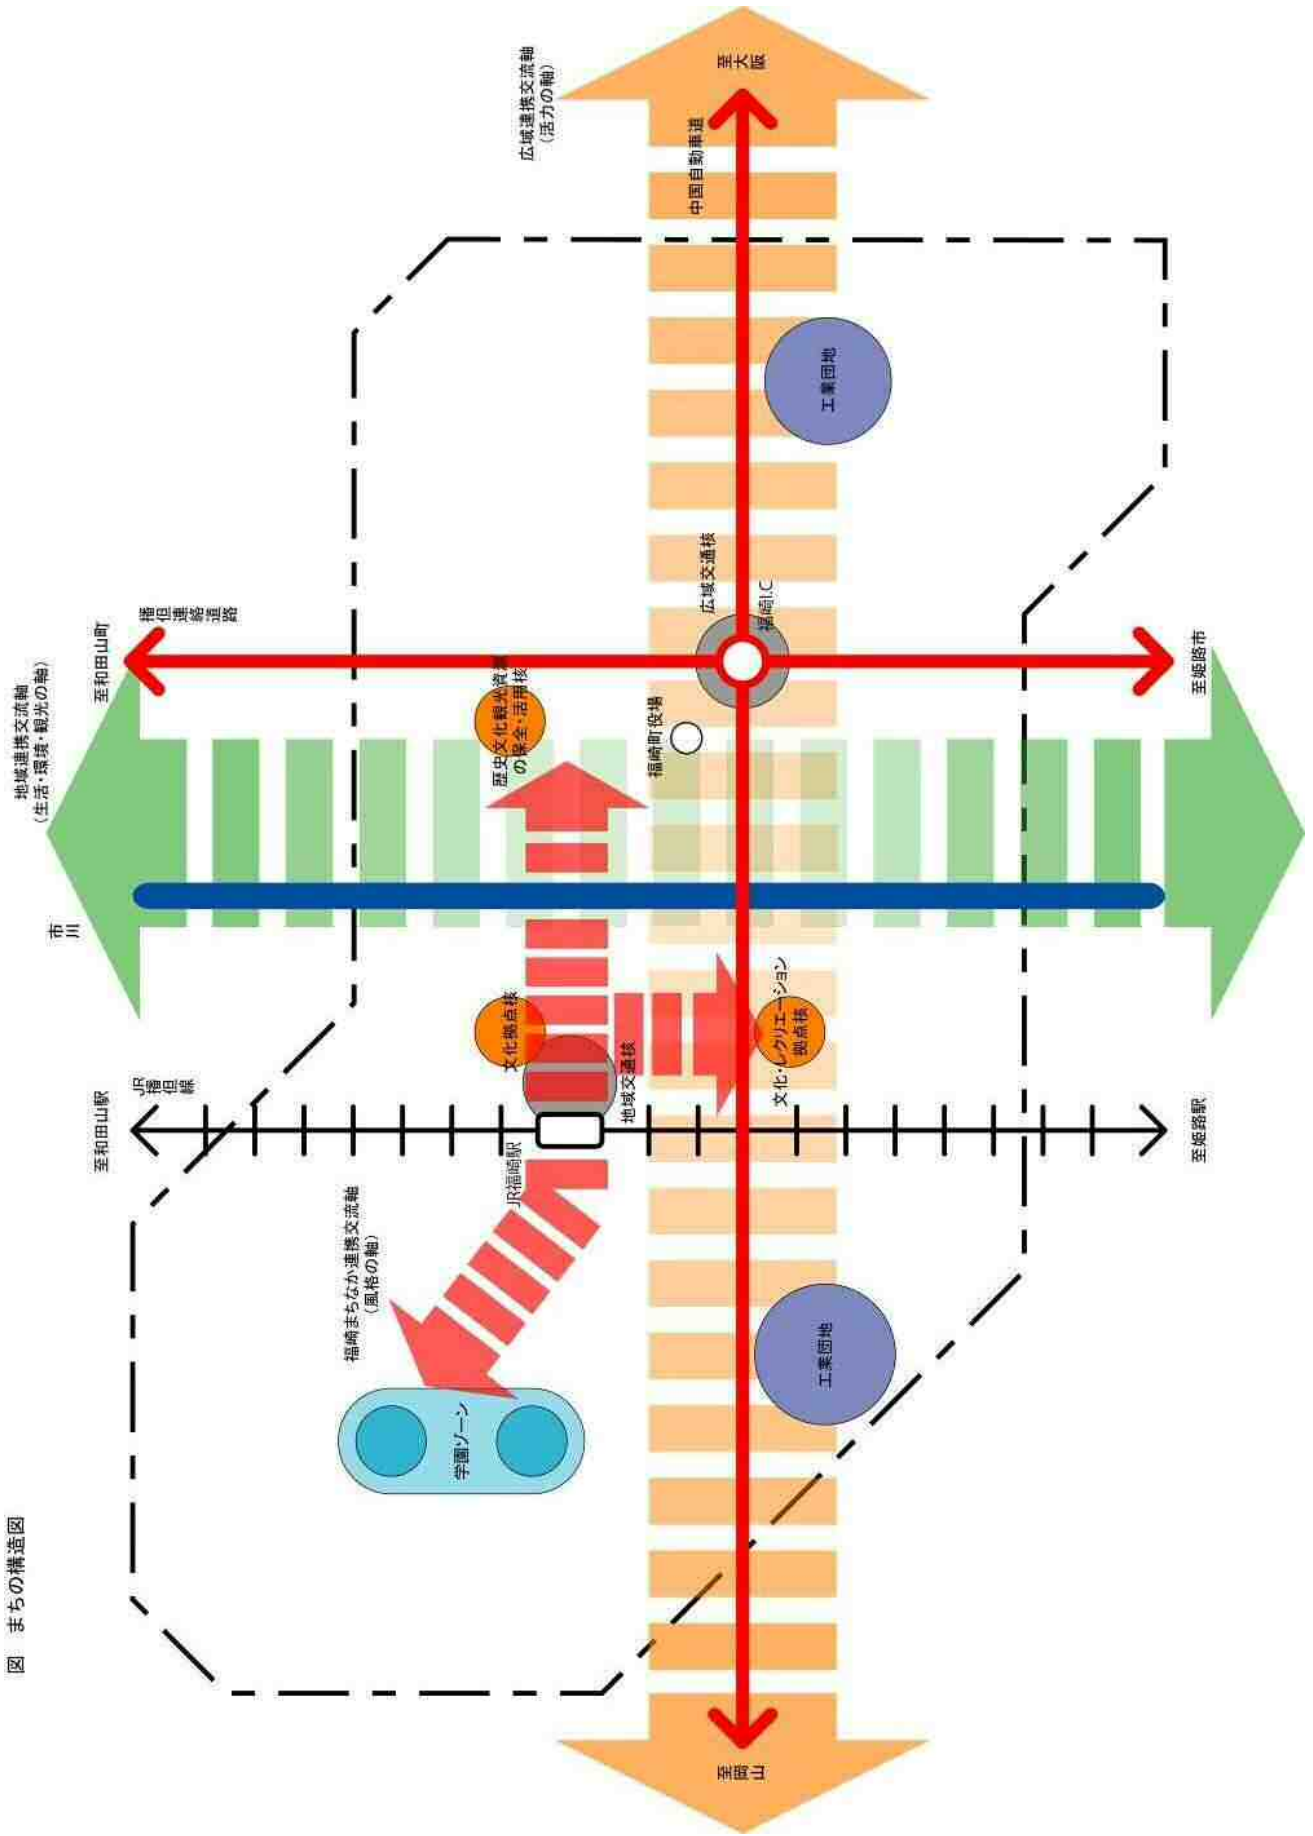 図 まちの構造図
地域連携交流軸
（生活・環境・観光の軸）
市川
至和田山駅
JR
播
但
線
至和田山町
播
但
連
絡
道
路
福崎まちなか連携交流軸
（風格の軸）
学園ゾーン
JR福崎駅
文化拠点核
歴史文化観光資源
の保全・活用核
広域連携交流軸
（活力の軸）
地域交通核
福崎町役場
広域交通核
中国自動車道
至
岡
山
至
大
阪
福崎I.C
文化・レクリエーション
拠点核
工業団地
工業団地
至姫路駅
至姫路市